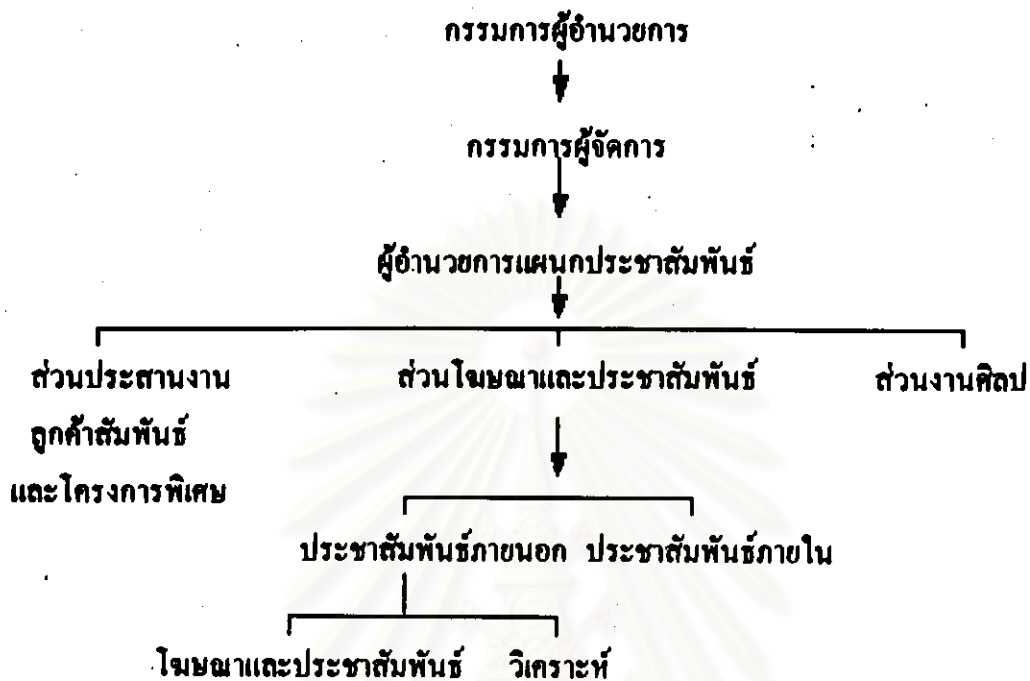 กรรมการผู้อำนวยการ
กรรมการผู้จัดการ
ผู้อำนวยการแผนกประชาสัมพันธ์
ส่วนประสานงาน
ลูกค้าสัมพันธ์
และโครงการพิเศษ
ส่วนโฆษณาและประชาสัมพันธ์
ส่วนงานศิลป
ประชาสัมพันธ์ภายนอก ประชาสัมพันธ์ภายใน
โฆษณาและประชาสัมพันธ์ วิเคราะห์